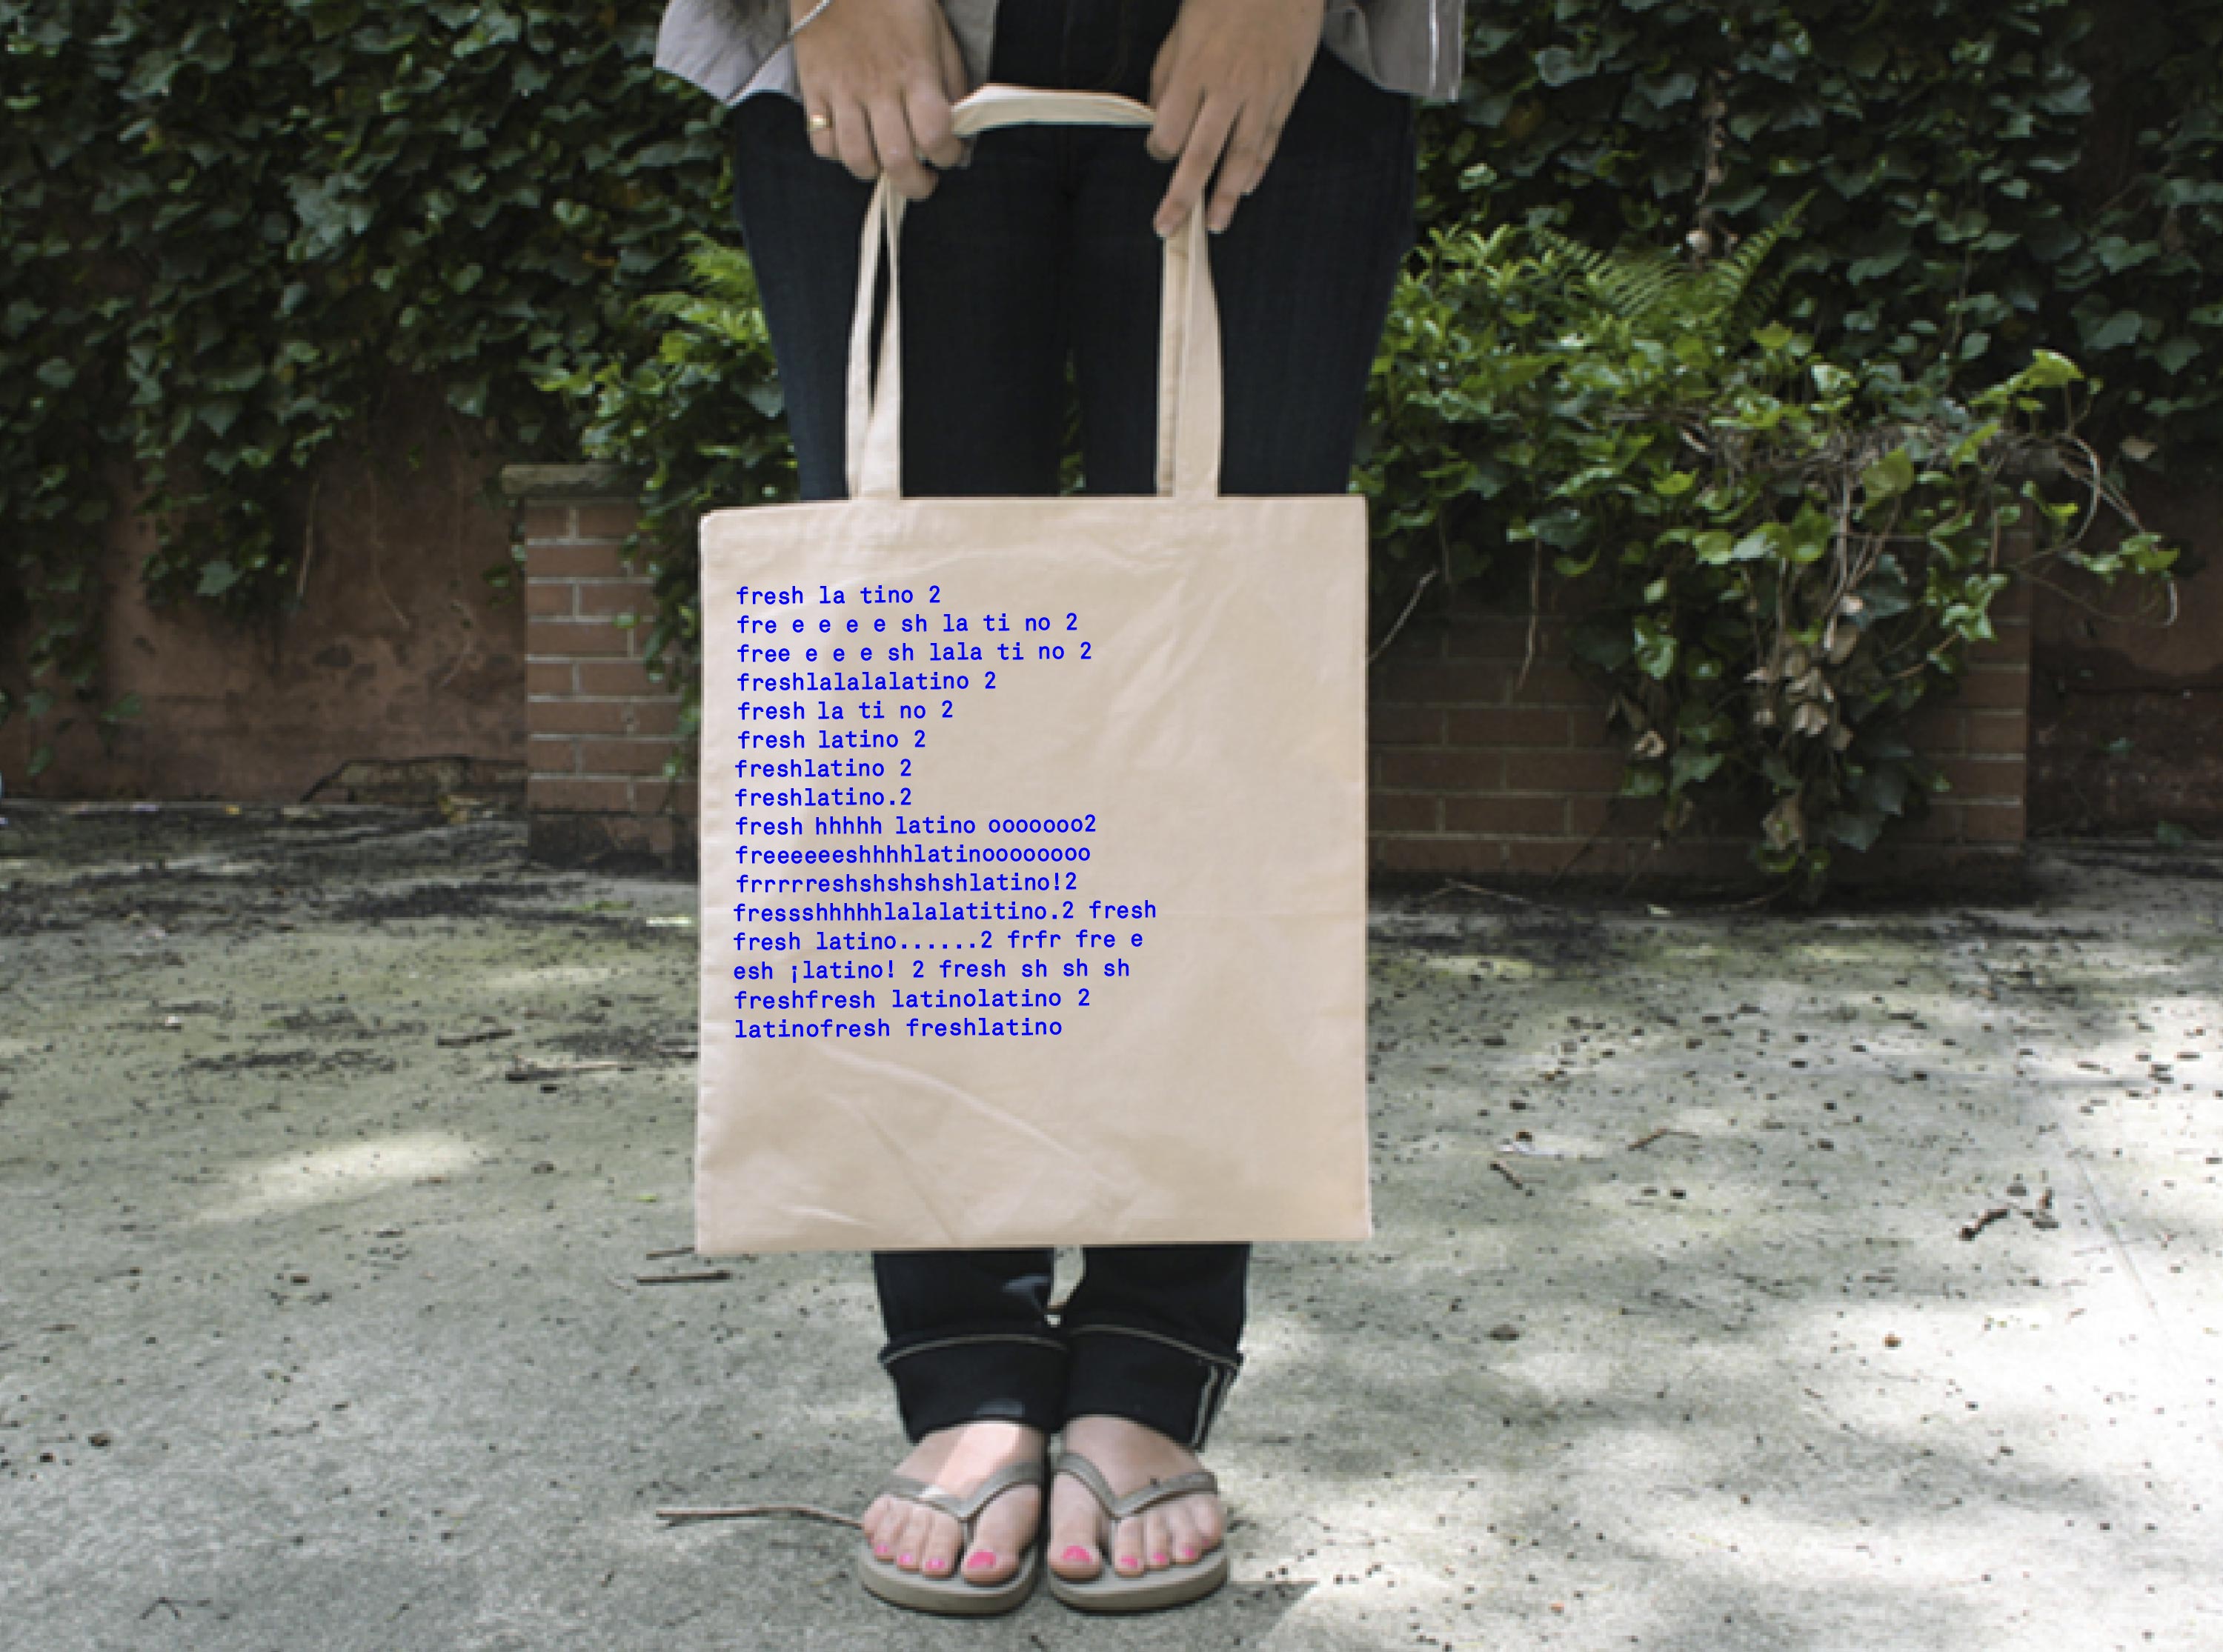 fresh la tino 2
fre e e e e sh la ti no 2
free e e e sh lala ti no 2
freshlalalalatino 2
fresh la ti no 2
fresh latino 2
freshlatino 2
freshlatino.2
fresh hhhhh latino ooooooo2
freeeeeeshhhhlatinoooooooo
frrrrreshshshshshlatino!2
fressshhhhhlalalatitino.2 fresh
fresh latino......2 frfr fre e
esh ¡latino! 2 fresh sh sh sh
freshfresh latinolatino 2
latinofresh freshlatino